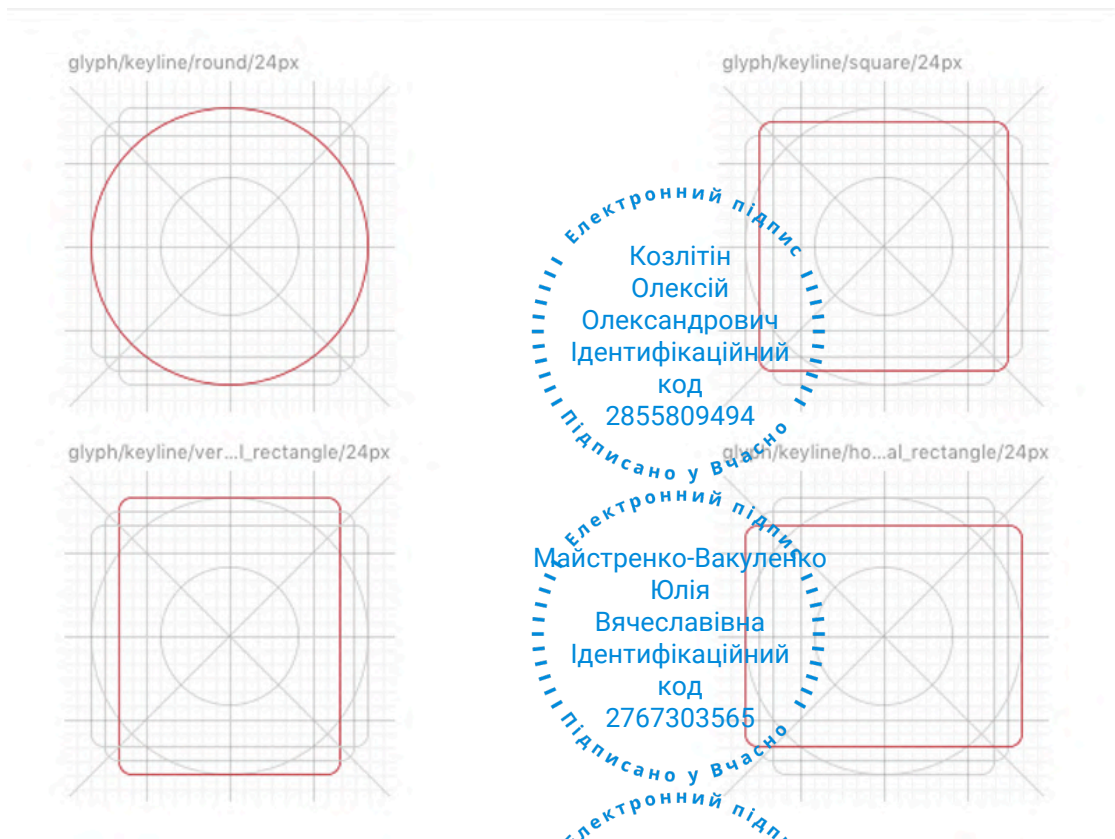 glyph/keyline/round/24px
glyph/keyline/square/24px
Електронний підпис
Козлітін
Олексій
Олександрович
Ідентифікаційний
код
2855809494
Підписано у Вчасно
glyph/keyline/ver...l_rectangle/24px
glyph/keyline/ho...al_rectangle/24px
Електронний підпис
Майстренко-Вакуленко
Юлія
Вячеславівна
Ідентифікаційний
код
2767303565
Підписано у Вчасно
Електронний